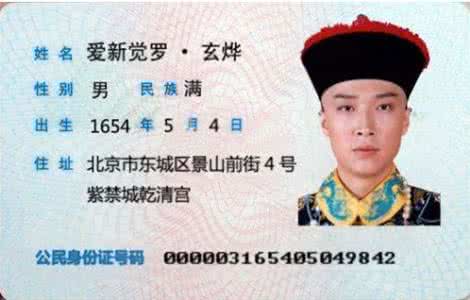 姓名 爱新觉罗·玄烨
性别 男 民族 满
出生 1654 年 5 月 4 日
住址 北京市东城区景山前街 4 号
紫禁城乾清宫
公民身份证号码 000003165405049842